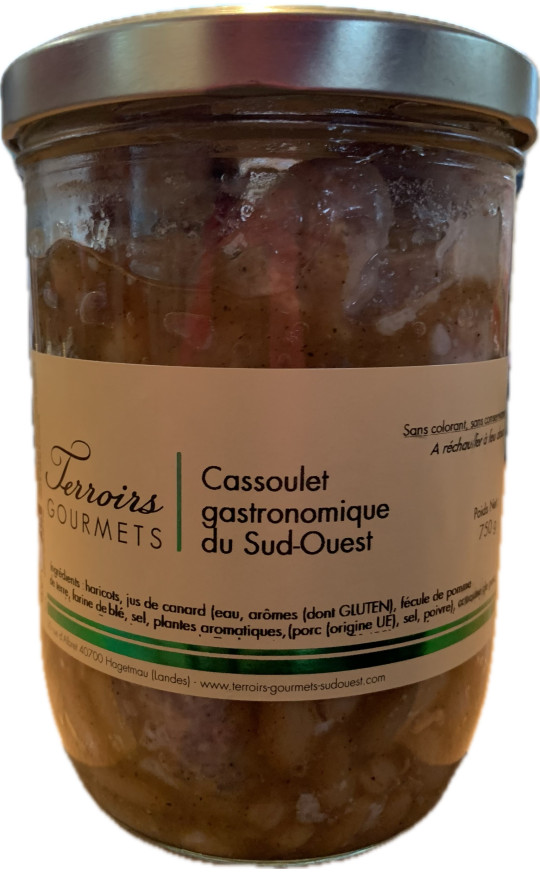 Sans colorant, sans
A réchauffer à feu
Terroirs
GOURMETS
Cassoulet
gastronomique
du Sud-Ouest
Poids Net
750 g
Ingrédients : haricots, jus de canard (eau, arômes (dont GLUTEN), fécule de pomme
de terre, farine de blé, sel, plantes aromatiques, (porc (origine UE), sel, poivre),
40700 Hagetmau (Landes) - www.terroirs-gourmets-sudouest.com